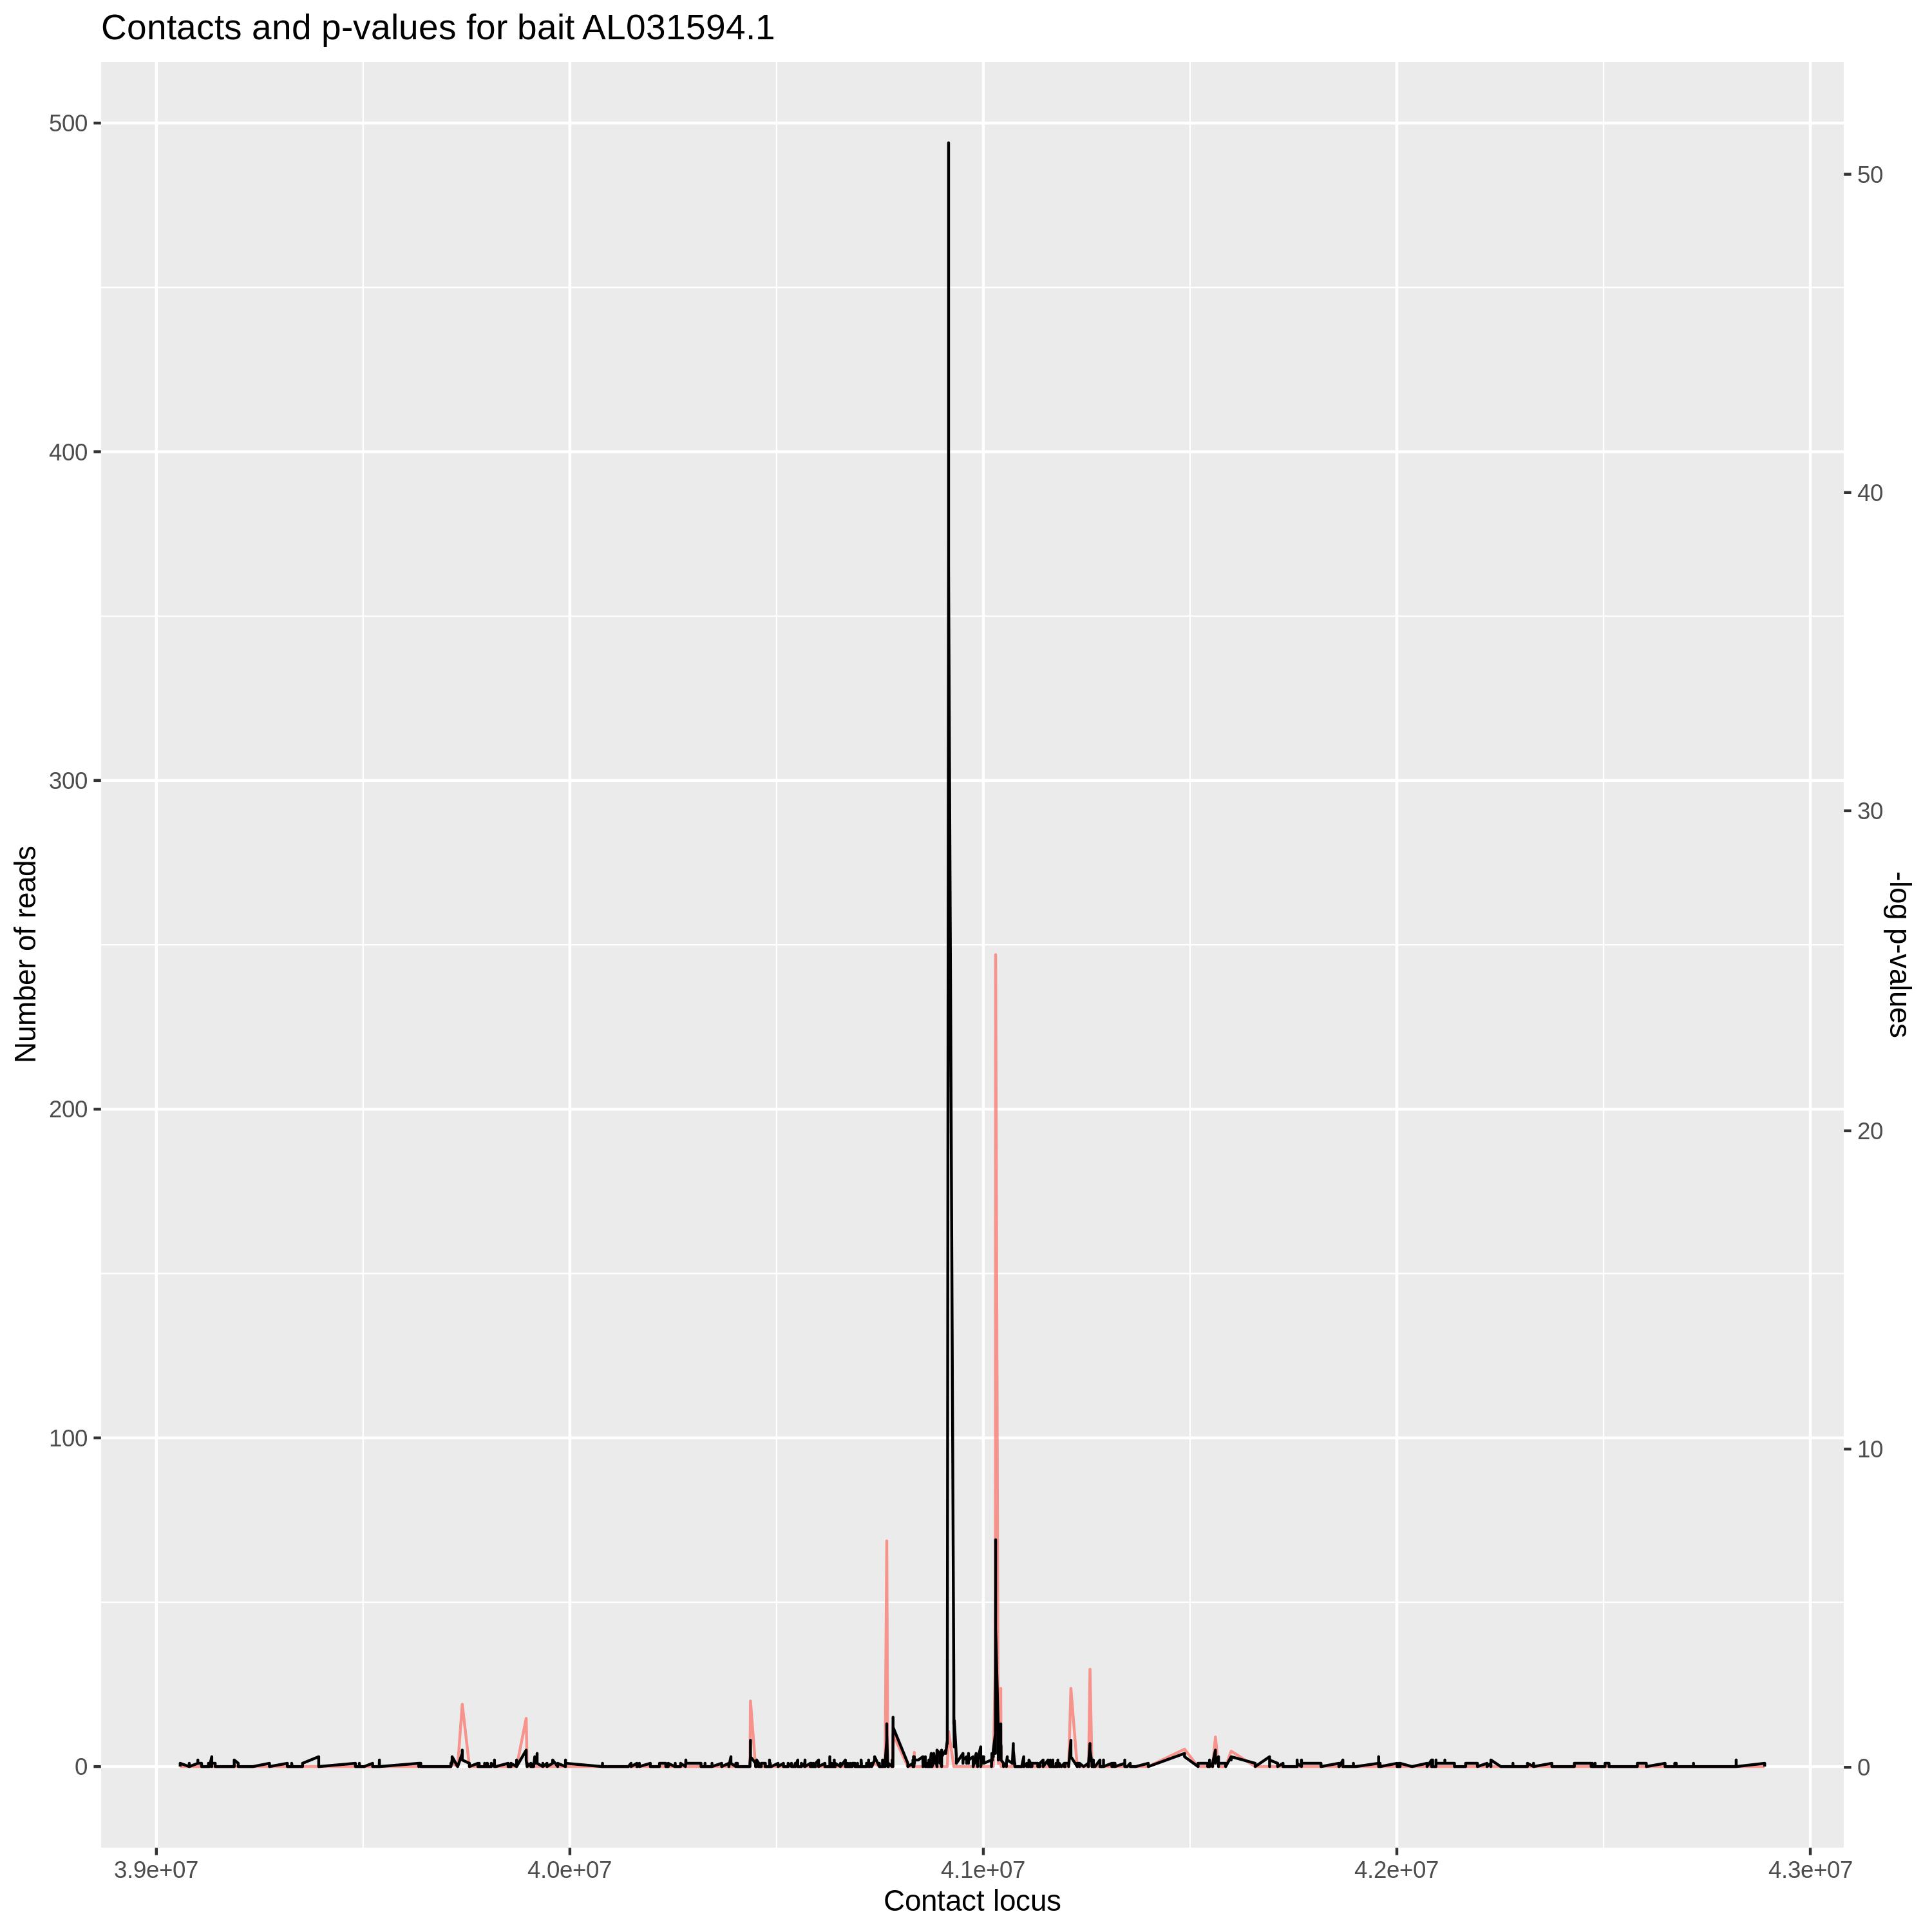 Contacts and p-values for bait AL031594.1
500
400
300
200
100
0
Number of reads
50
40
30
20
10
0
-log p-values
3.9e+07
4.0e+07
4.1e+07
4.2e+07
4.3e+07
Contact locus